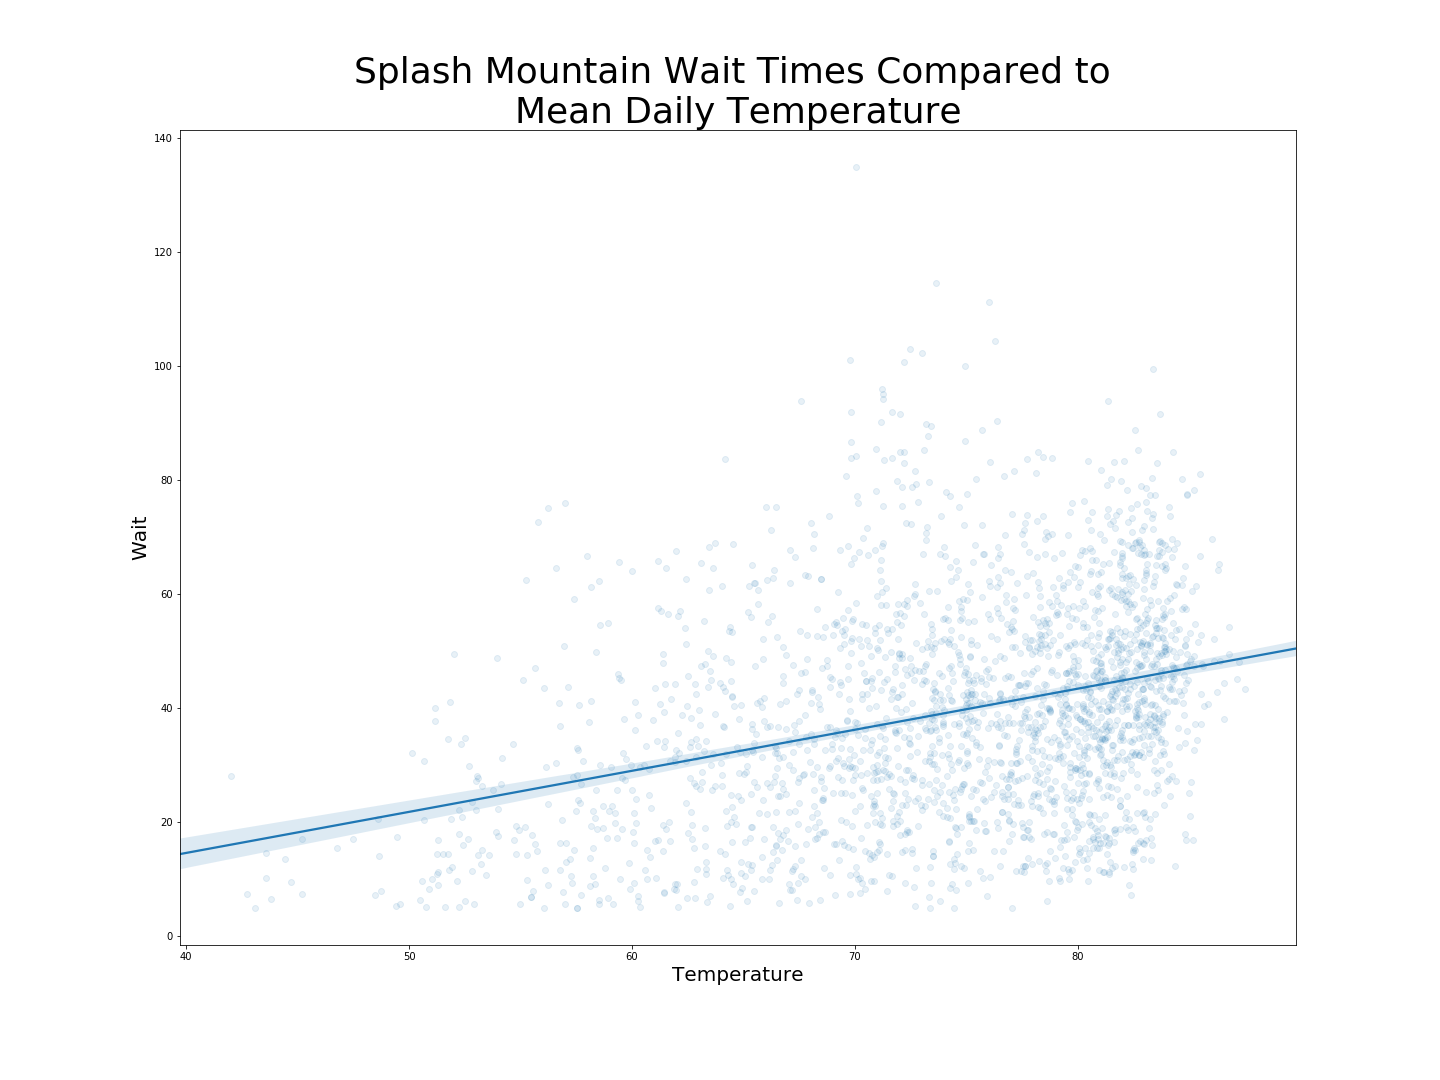 Splash Mountain Wait Times Compared to
Mean Daily Temperature
140
120
100
80
60
40
20
0
Wait
40 50 60 70 80
Temperature